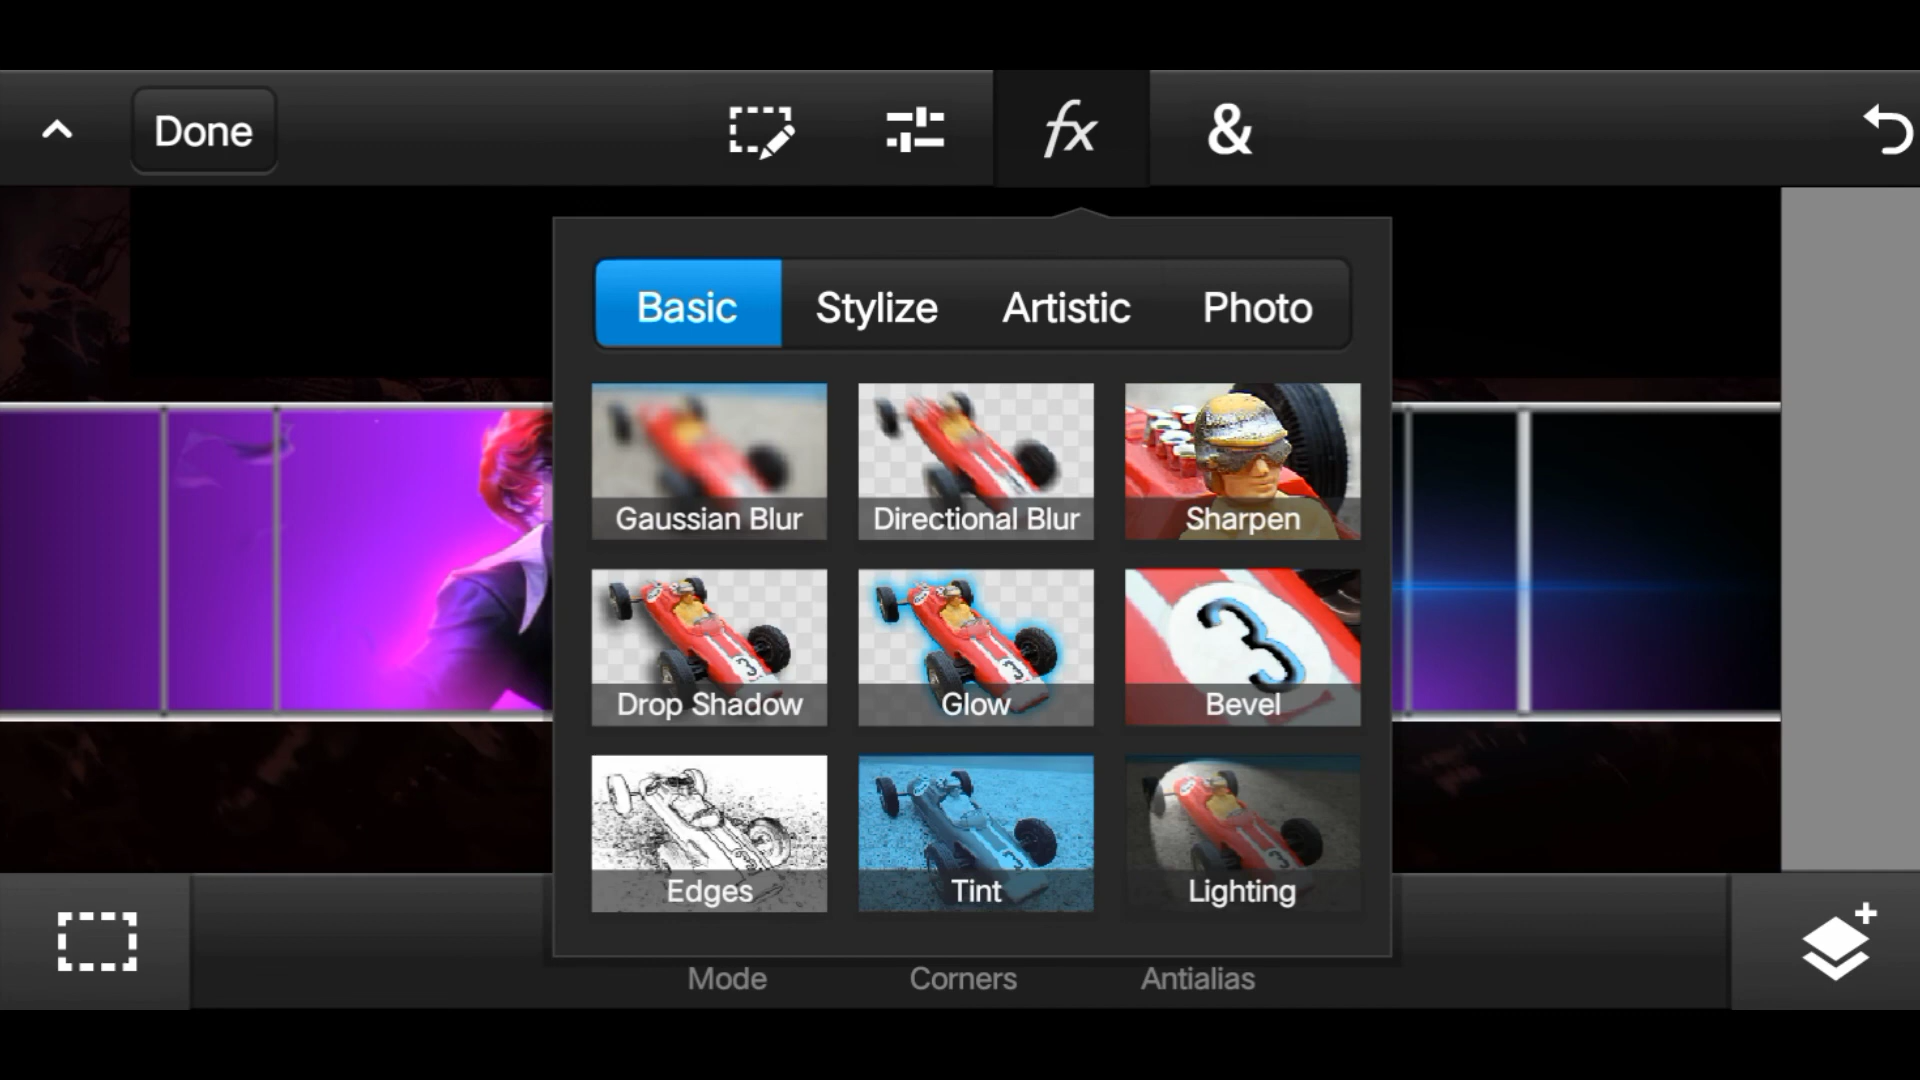 Done fx &
Basic Stylize Artistic Photo
Gaussian Blur Directional Blur Sharpen
Drop Shadow Glow Bevel
Edges Tint Lighting
Mode Corners Antialias